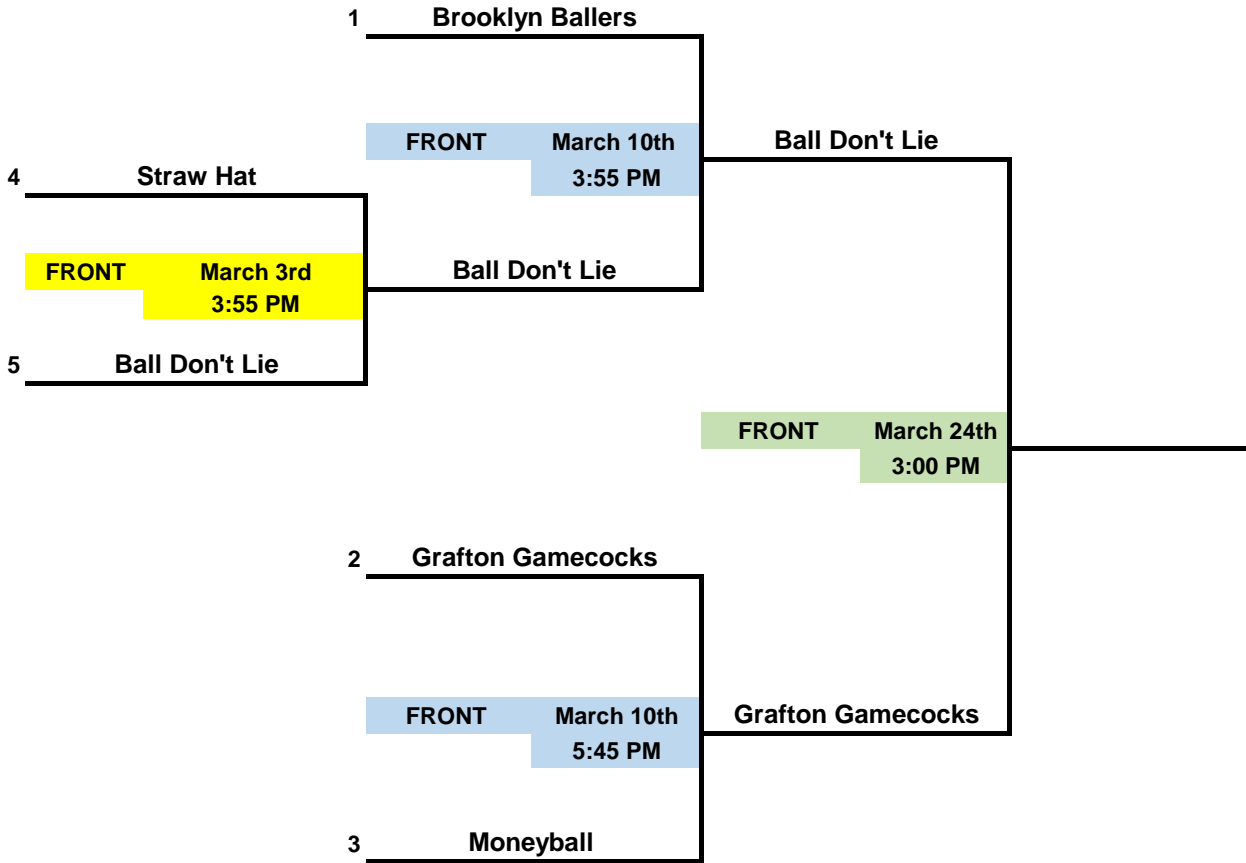 1 Brooklyn Ballers
FRONT March 10th
3:55 PM
Ball Don't Lie
4 Straw Hat
FRONT March 3rd
3:55 PM
Ball Don't Lie
5 Ball Don't Lie
FRONT March 24th
3:00 PM
2 Grafton Gamecocks
FRONT March 10th
5:45 PM
Grafton Gamecocks
3 Moneyball